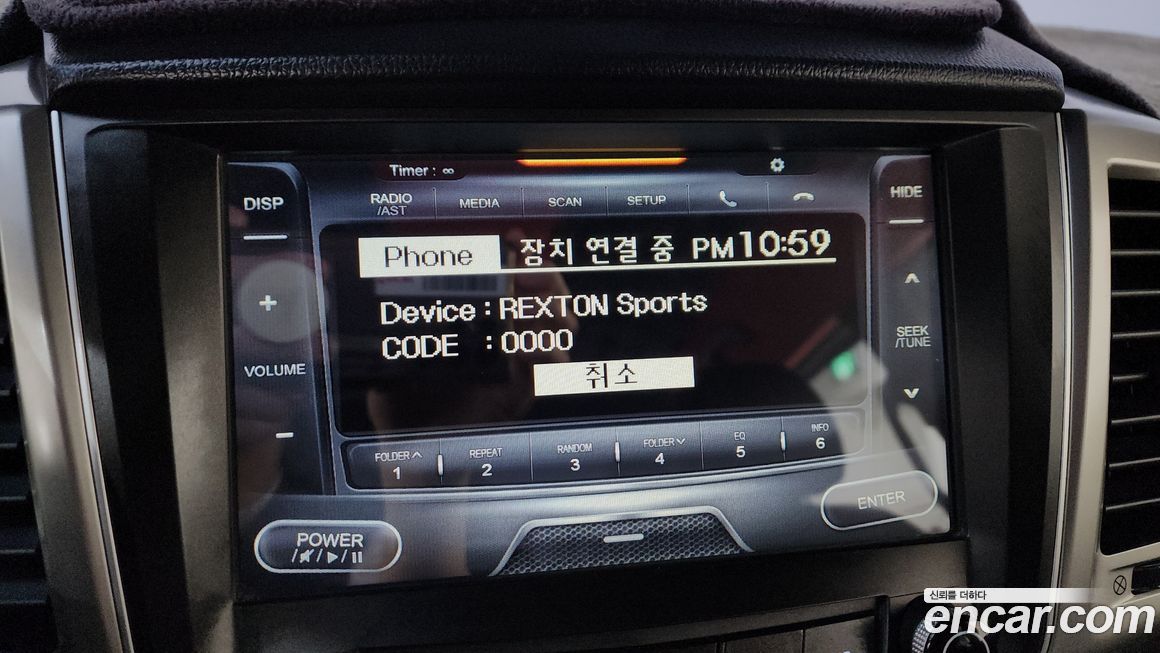 Timer : ∞
DISP
RADIO
/AST
MEDIA
SCAN
SETUP
HIDE
Phone 장치 연결 중 PM 10:59
Device : REXTON Sports
CODE : 0000
취소
+
VOLUME
-
SEEK
/TUNE
FOLDER
1
REPEAT
2
RANDOM
3
FOLDER
4
EQ
5
INFO
6
POWER
ENTER
신뢰를 더하다
encar.com